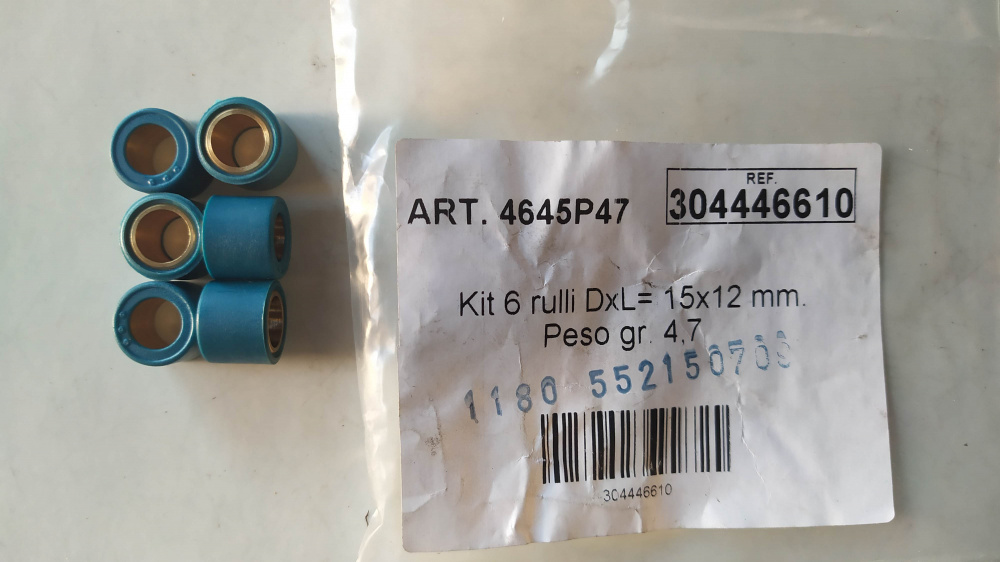 ART. 4645P47
REF.
304446610
Kit 6 rulli DxL= 15x12 mm.
Peso gr. 4,7
1180
304446610